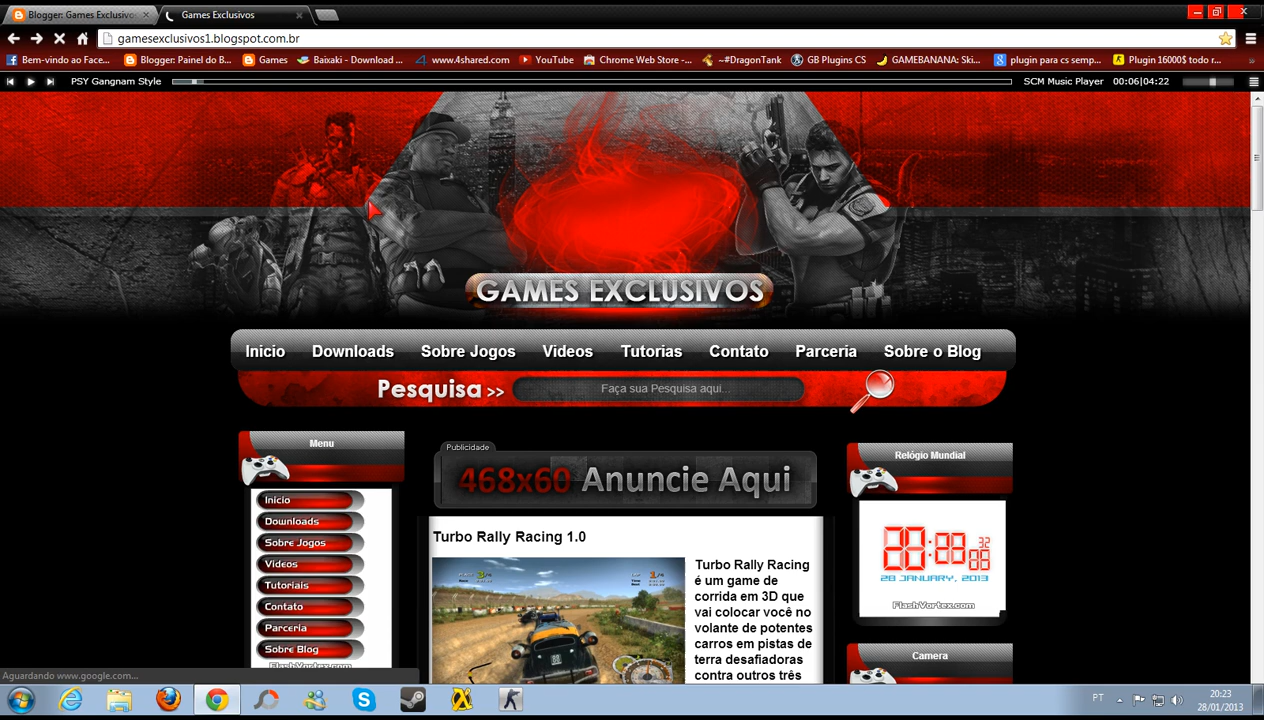 Blogger: Games Exclusivos
Games Exclusivos
gamesexclusivos1.blogspot.com.br
Bem-vindo ao Face...
Blogger: Painel do B...
Games
Baixaki - Download ...
www.4shared.com
YouTube
Chrome Web Store -...
~#DragonTank
GB Plugins CS
GAMEBANANA: Ski...
plugin para cs semp...
Plugin 16000$ todo r...
»
PSY Gangnam Style
SCM Music Player
00:06|04:22
GAMES EXCLUSIVOS
Inicio
Downloads
Sobre Jogos
Videos
Tutorias
Contato
Parceria
Sobre o Blog
Pesquisa >>
Faça sua Pesquisa aqui...
Menu
Início
Downloads
Sobre Jogos
Videos
Tutoriais
Contato
Parceria
Sobre Blog
FlashVortex.com
Publicidade
468x60 Anuncie Aqui
Turbo Rally Racing 1.0
Turbo Rally Racing
é um game de
corrida em 3D que
vai colocar você no
volante de potentes
carros em pistas de
terra desafiadoras
contra outros três
Relógio Mundial
28 JANUARY, 2013
FlashVortex.com
Camera
Aguardando www.google.com...
PT
20:23
28/01/2013